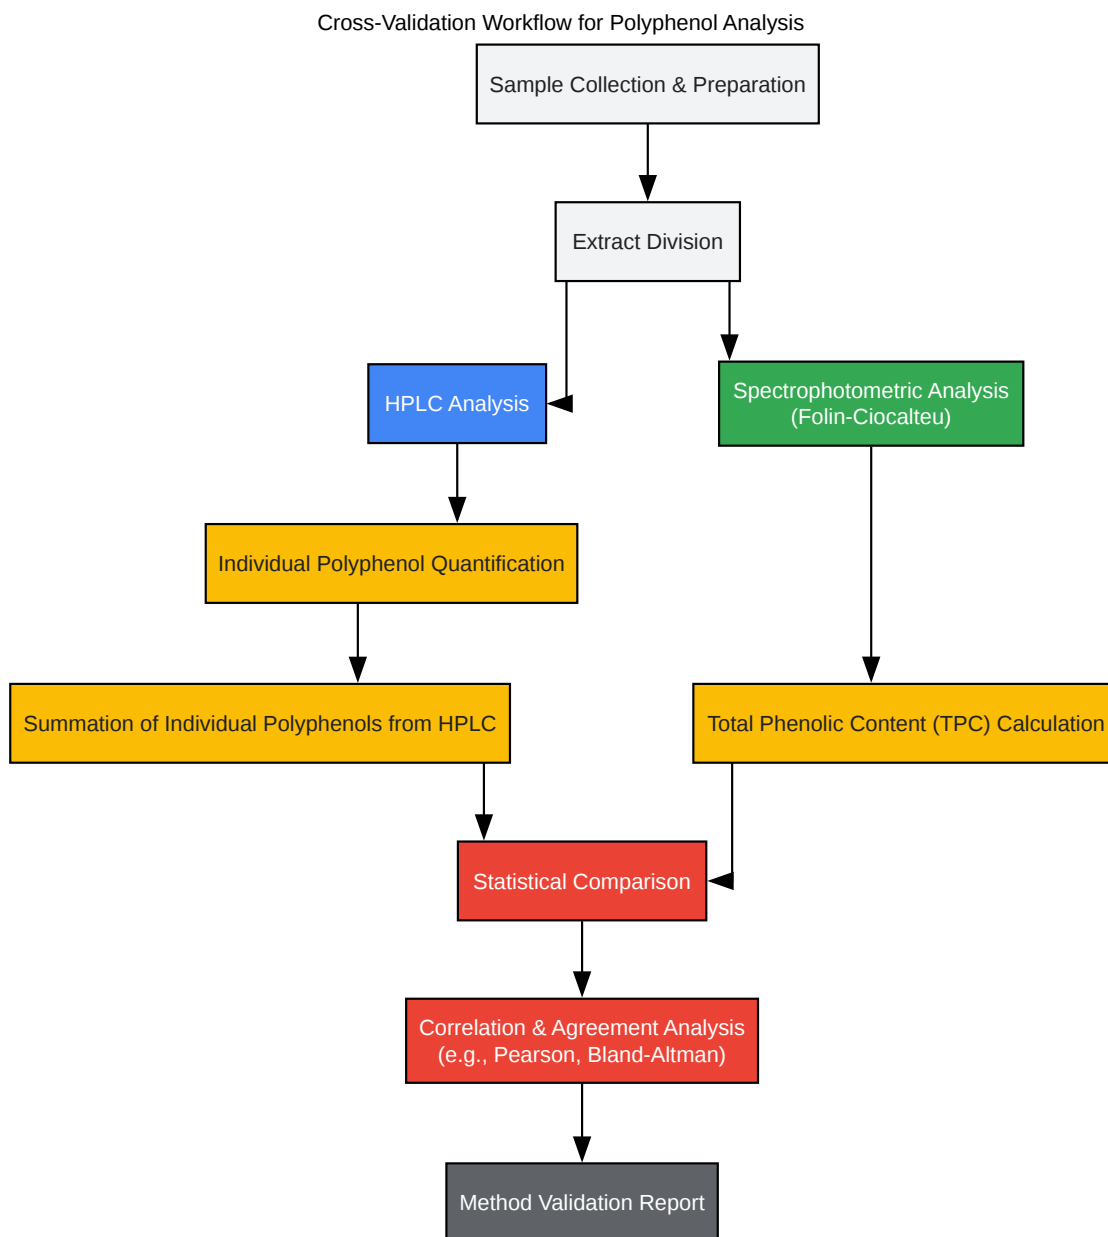 Cross-Validation Workflow for Polyphenol Analysis
Sample Collection & Preparation
Extract Division
HPLC Analysis
Spectrophotometric Analysis
(Folin-Ciocalteu)
Individual Polyphenol Quantification
Summation of Individual Polyphenols from HPLC
Total Phenolic Content (TPC) Calculation
Statistical Comparison
Correlation & Agreement Analysis
(e.g., Pearson, Bland-Altman)
Method Validation Report